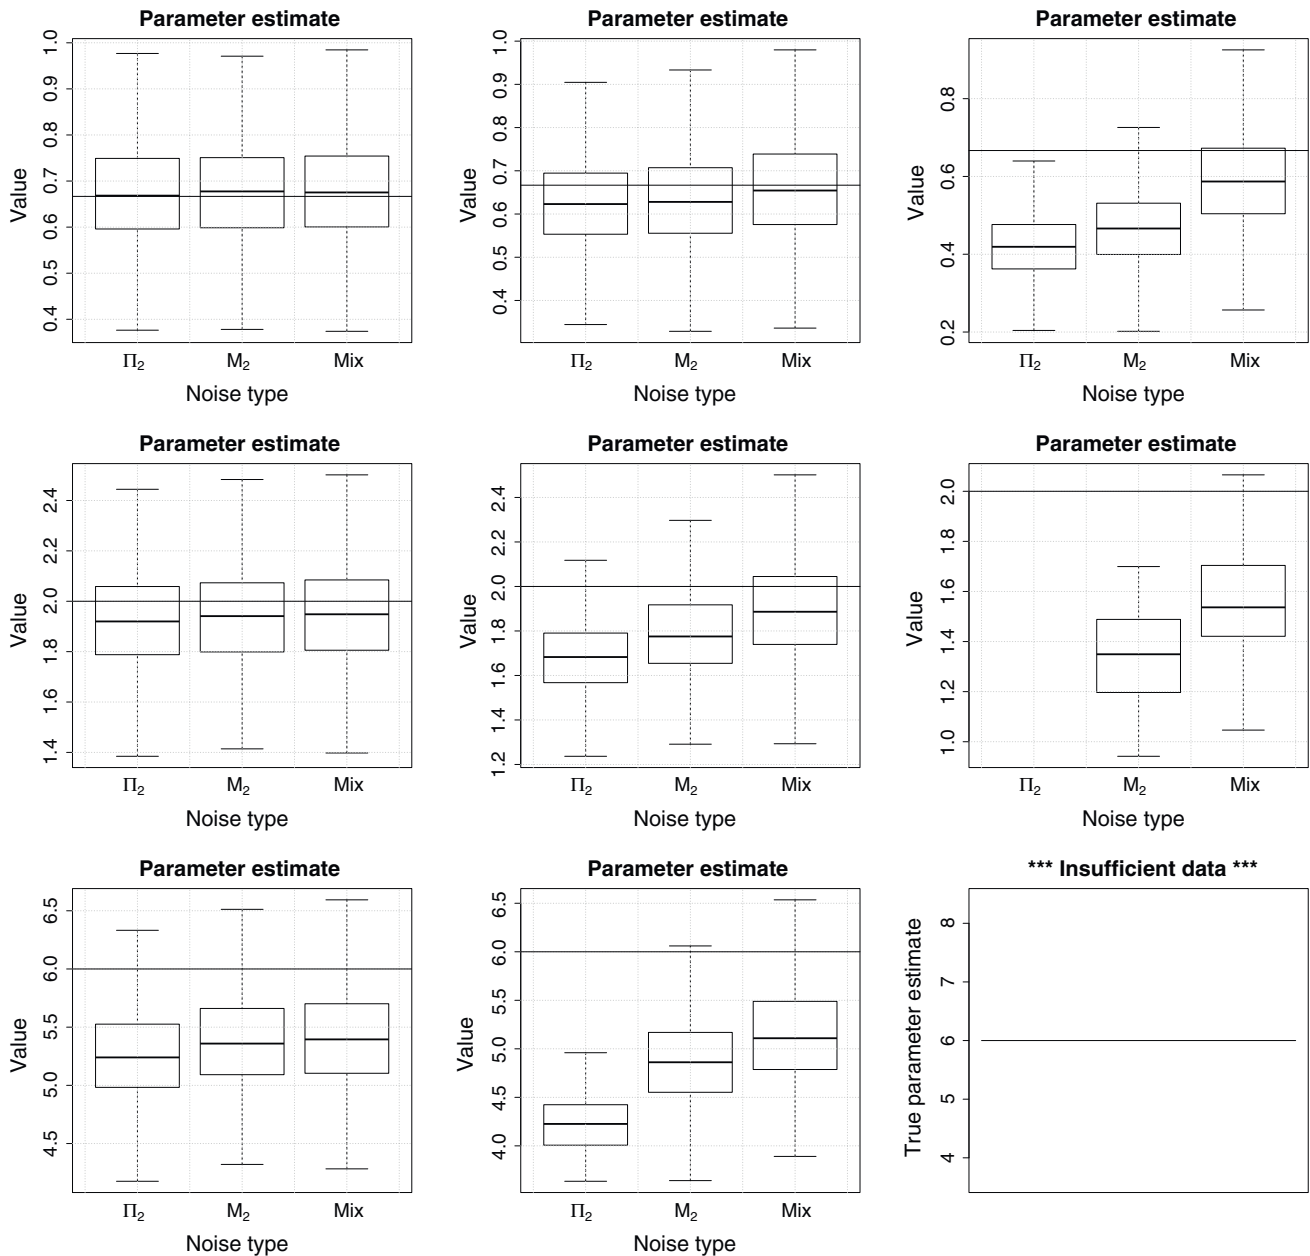 Parameter estimate Parameter estimate Parameter estimate
Value
1.0
0.9
0.8
0.7
0.6
0.5
0.4
Π₂ M₂ Mix
Noise type
Value
1.0
0.9
0.8
0.7
0.6
0.5
0.4
Π₂ M₂ Mix
Noise type
Value
0.8
0.6
0.4
0.2
Π₂ M₂ Mix
Noise type
Parameter estimate Parameter estimate Parameter estimate
Value
2.4
2.2
2.0
1.8
1.6
1.4
Π₂ M₂ Mix
Noise type
Value
2.4
2.2
2.0
1.8
1.6
1.4
1.2
Π₂ M₂ Mix
Noise type
Value
2.0
1.8
1.6
1.4
1.2
1.0
Π₂ M₂ Mix
Noise type
Parameter estimate Parameter estimate *** Insufficient data ***
Value
6.5
6.0
5.5
5.0
4.5
Π₂ M₂ Mix
Noise type
Value
6.5
6.0
5.5
5.0
4.5
4.0
Π₂ M₂ Mix
Noise type
True parameter estimate
8
7
6
5
4